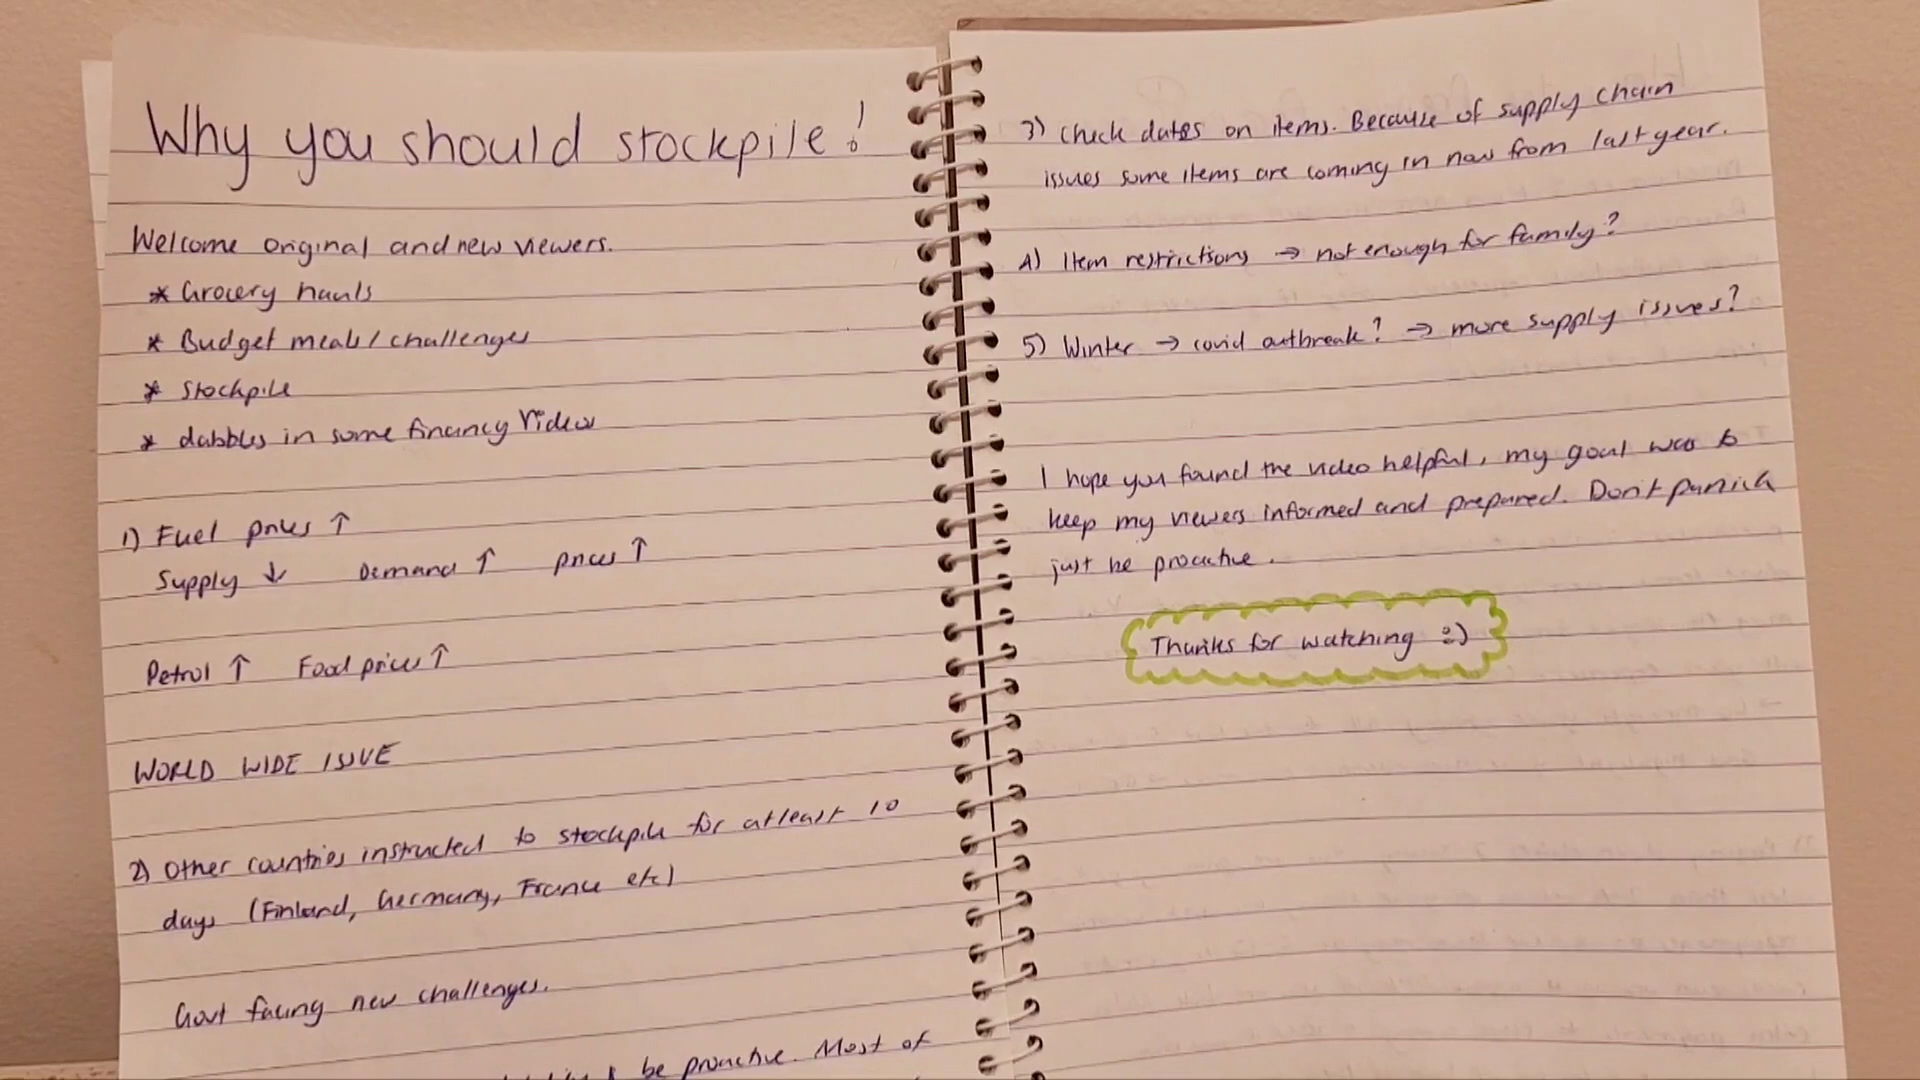 Why you should stockpile!
Welcome original and new viewers.
* Grocery hauls
* Budget meals / challenges
* Stockpile
* dabbles in some financy Videos
1) Fuel prices ↑
Supply ↓ Demand ↑ prices ↑
Petrol ↑ Food prices ↑
WORLD WIDE ISSUE
2) Other countries instructed to stockpile for atleast 10
days (Finland, Germany, France etc)
Govt facing new challenges.
be proactive. Most of
3) Check dates on items. Because of supply chain
issues some items are coming in now from last year.
4) Item restrictions → not enough for family?
5) Winter → covid outbreak? → more supply issues?
I hope you found the video helpful, my goal was to
keep my viewers informed and prepared. Don't panick
just be proactive.
Thanks for watching :)